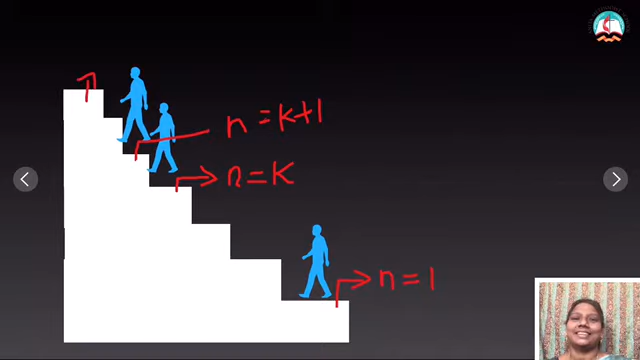 n = k+1
n = K
n = 1